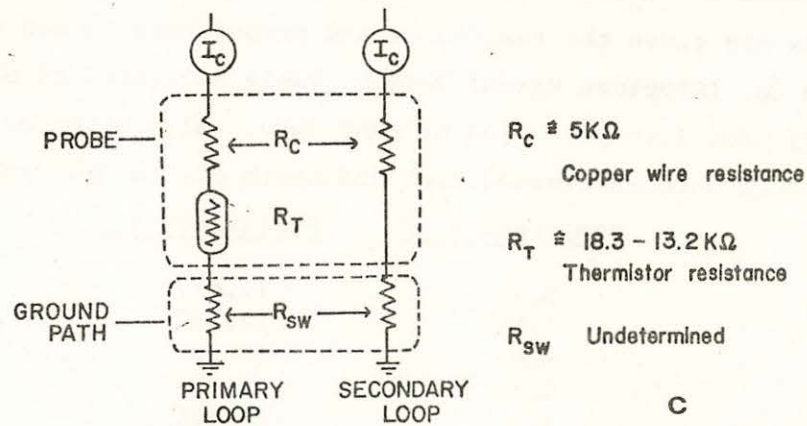 I_C I_C
PROBE
R_C
R_C ≅ 5KΩ
Copper wire resistance
R_T
R_T ≅ 18.3 – 13.2 KΩ
Thermistor resistance
GROUND
PATH
R_SW
R_SW Undetermined
PRIMARY
LOOP
SECONDARY
LOOP
C